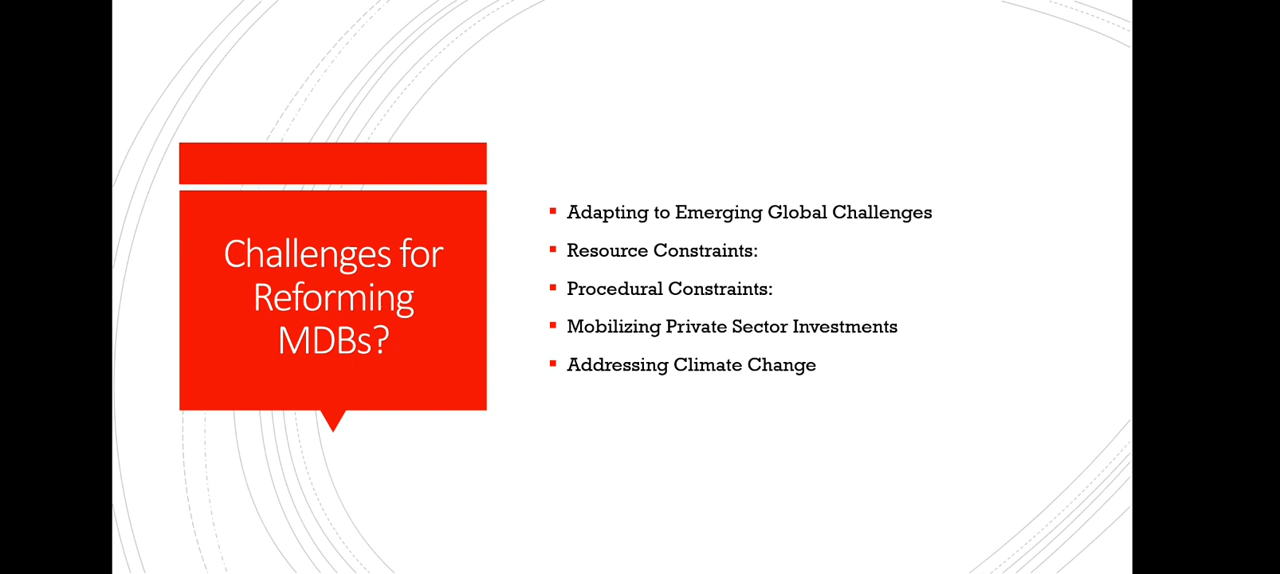 Challenges for
Reforming
MDBs?
Adapting to Emerging Global Challenges
Resource Constraints:
Procedural Constraints:
Mobilizing Private Sector Investments
Addressing Climate Change